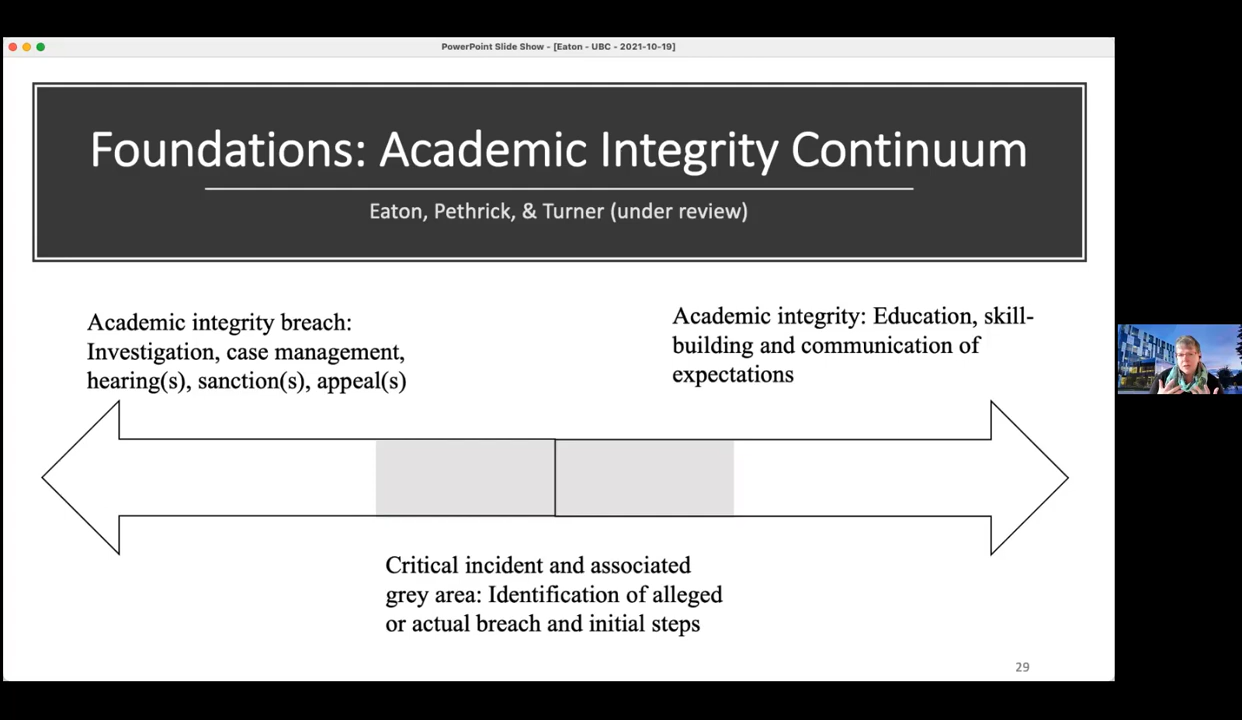 PowerPoint Slide Show - [Eaton - UBC - 2021-10-19]
Foundations: Academic Integrity Continuum
Eaton, Pethrick, & Turner (under review)
Academic integrity breach:
Investigation, case management,
hearing(s), sanction(s), appeal(s)
Academic integrity: Education, skill-
building and communication of
expectations
Critical incident and associated
grey area: Identification of alleged
or actual breach and initial steps
29